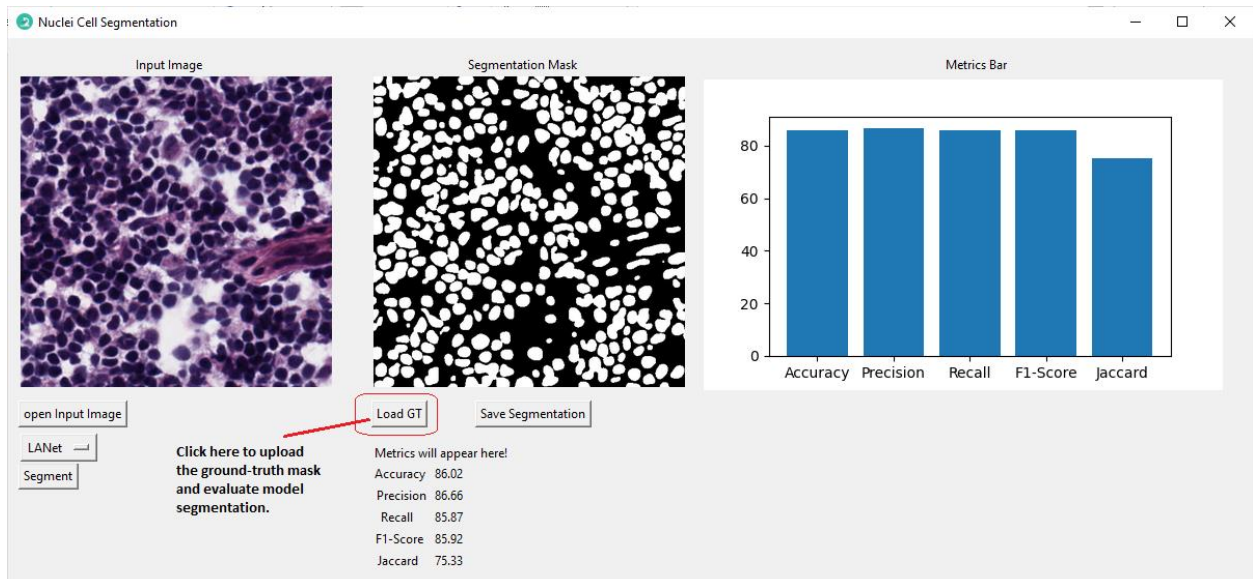 Nuclei Cell Segmentation
Input Image
Segmentation Mask
Metrics Bar
80
60
40
20
0
Accuracy Precision Recall F1-Score Jaccard
open Input Image
Load GT
Save Segmentation
LANet
Segment
Click here to upload
the ground-truth mask
and evaluate model
segmentation.
Metrics will appear here!
Accuracy 86.02
Precision 86.66
Recall 85.87
F1-Score 85.92
Jaccard 75.33